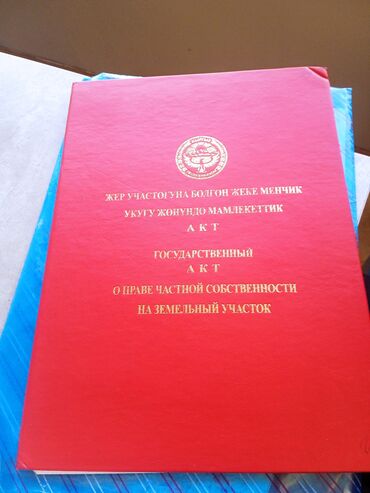 ЖЕР УЧАСТОГУНА БОЛГОН ЖЕКЕ МЕНЧИК
УКУГУ ЖӨНҮНДӨ МАМЛЕКЕТТИК
АКТ
ГОСУДАРСТВЕННЫЙ
АКТ
О ПРАВЕ ЧАСТНОЙ СОБСТВЕННОСТИ
НА ЗЕМЕЛЬНЫЙ УЧАСТОК